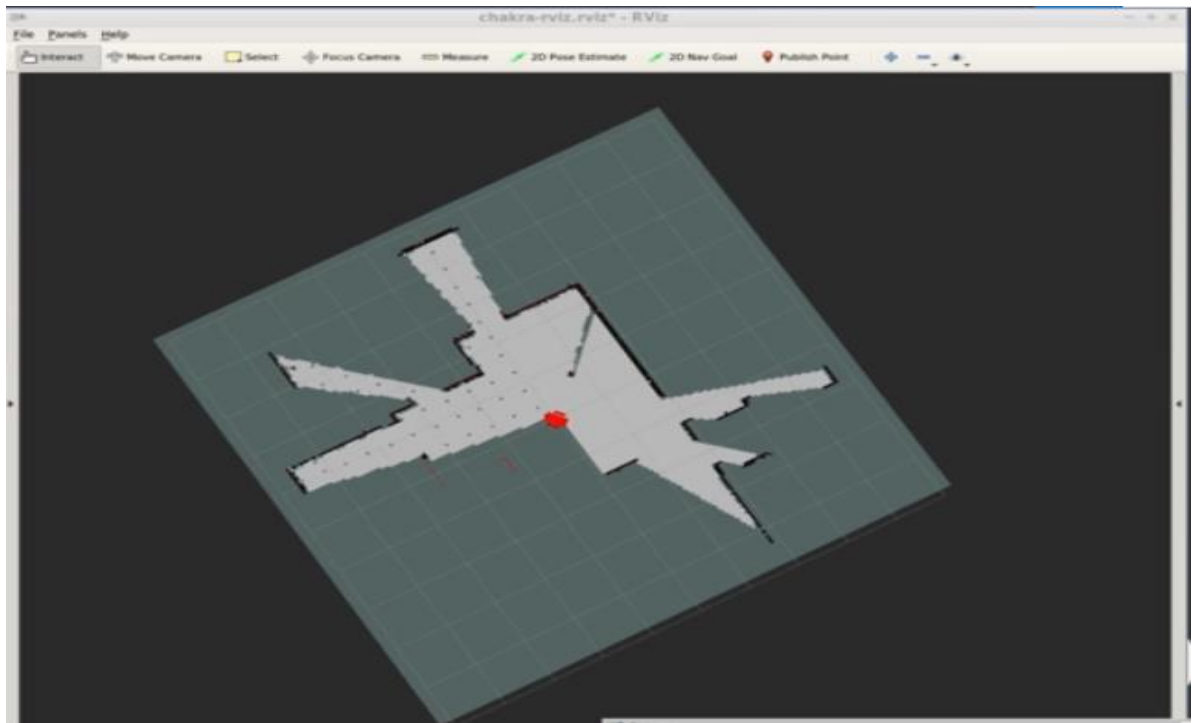 chakra-rviz.rviz* - RViz
File Panels Help
Interact Move Camera Select Focus Camera Measure 2D Pose Estimate 2D Nav Goal Publish Point